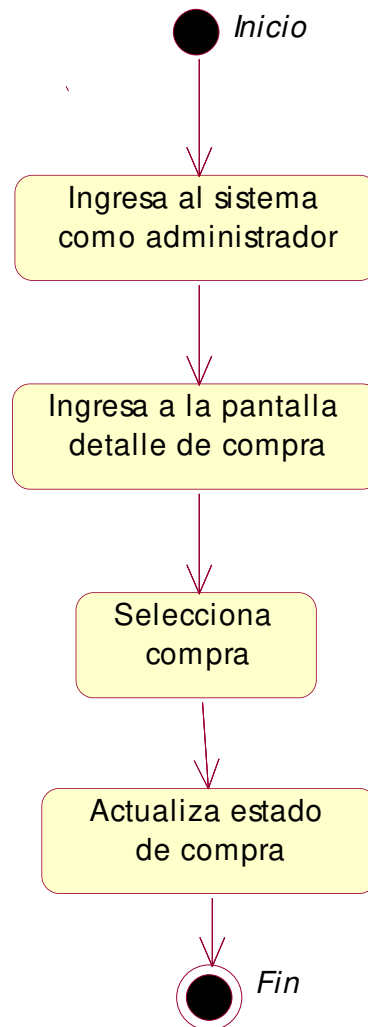 Inicio
Ingresa al sistema
como administrador
Ingresa a la pantalla
detalle de compra
Selecciona
compra
Actualiza estado
de compra
Fin